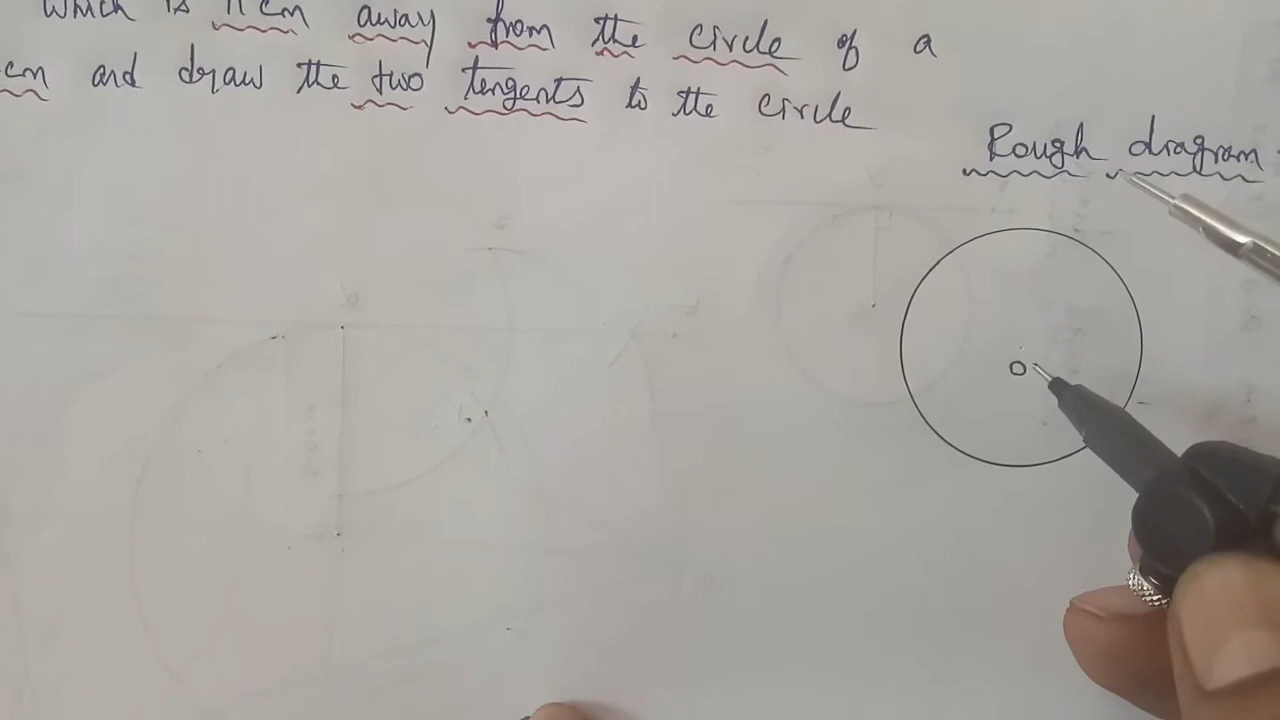 which is 11 cm away from the circle of a
cm and draw the two tengents to the circle
Rough diagram
o